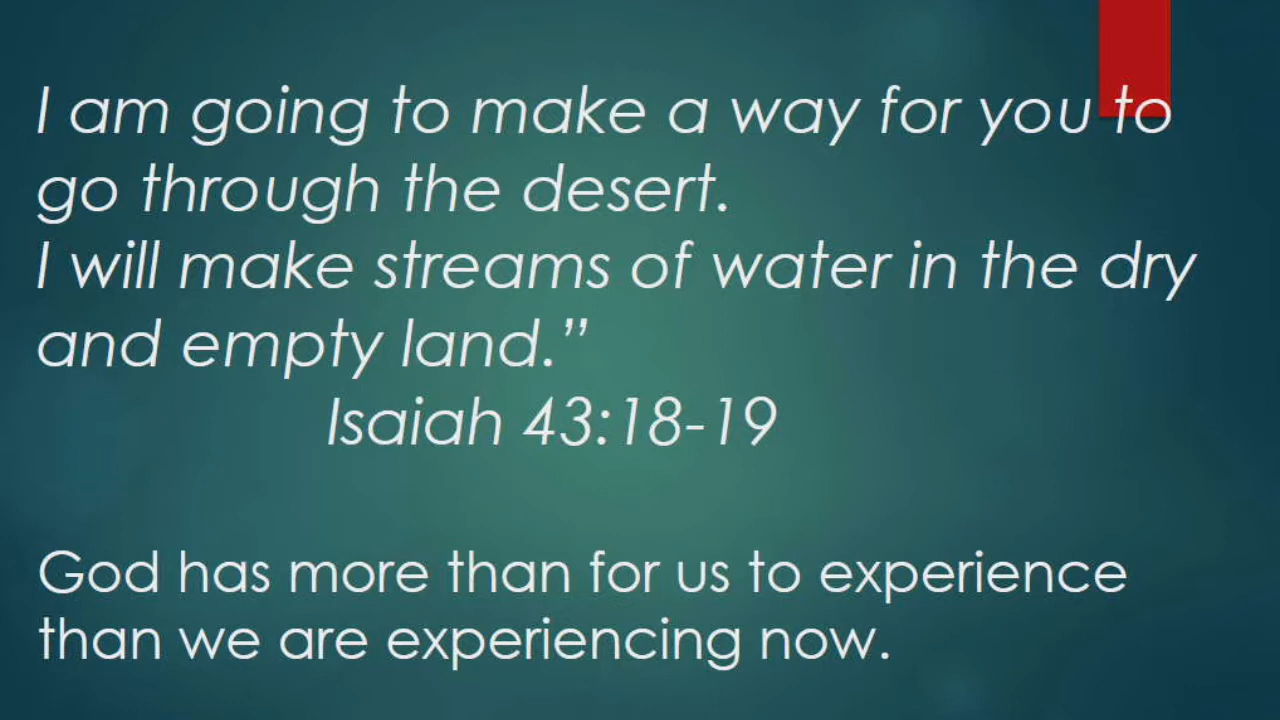 I am going to make a way for you to
go through the desert.
I will make streams of water in the dry
and empty land.”
Isaiah 43:18-19
God has more than for us to experience
than we are experiencing now.